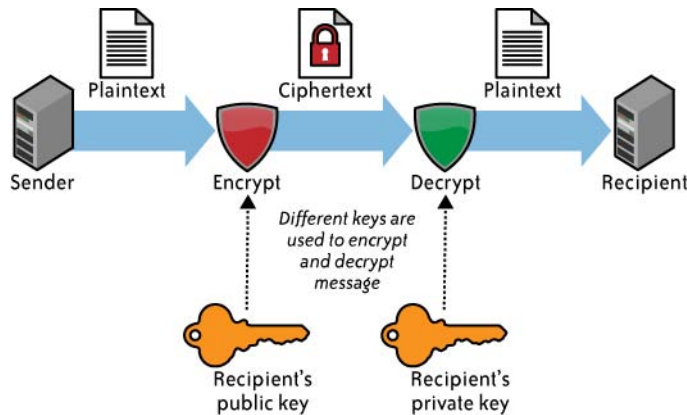 Plaintext
Ciphertext
Plaintext
Sender
Encrypt
Decrypt
Recipient
Different keys are
used to encrypt
and decrypt
message
Recipient's
public key
Recipient's
private key